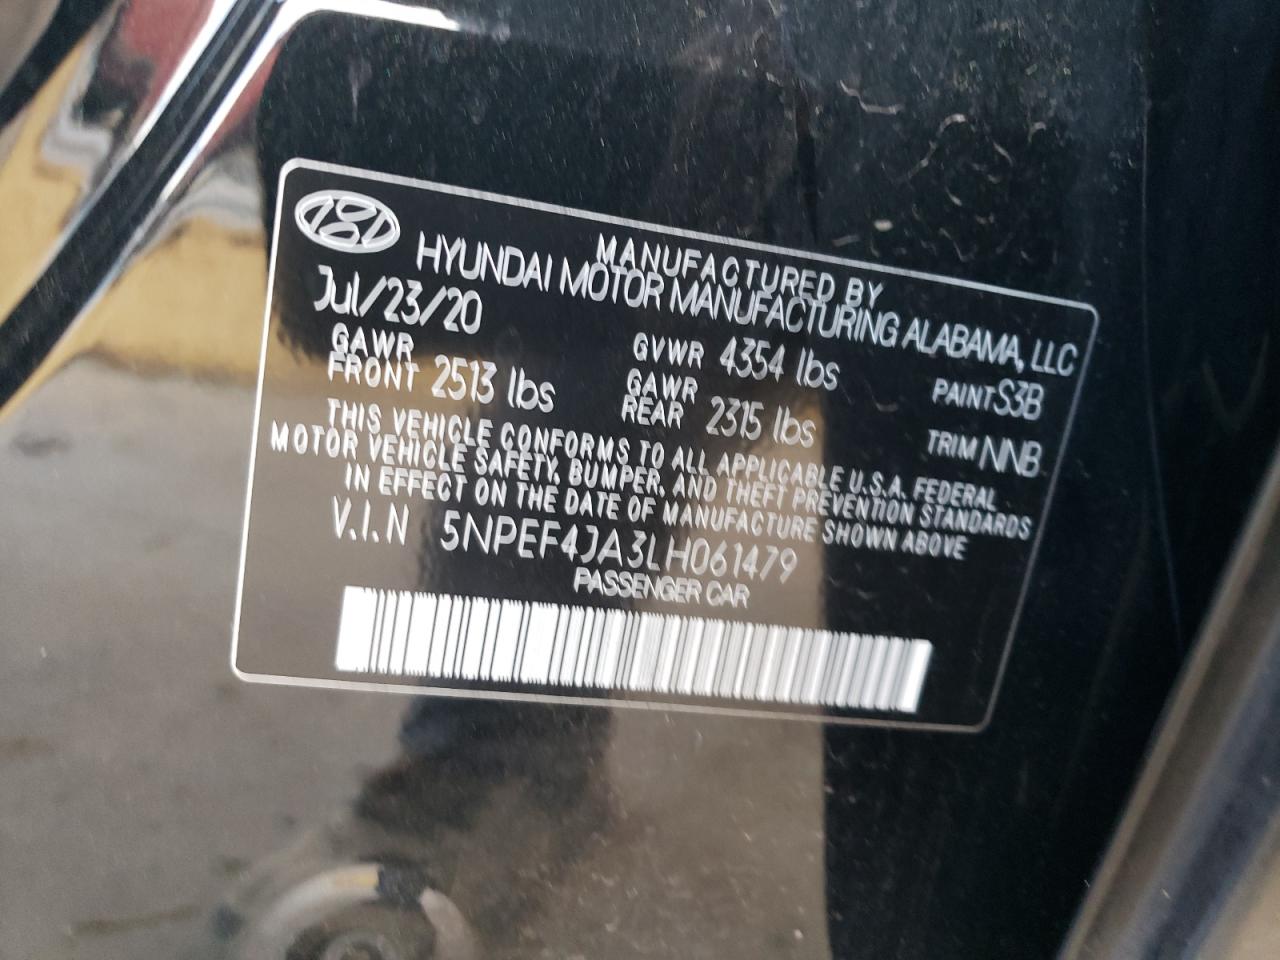 MANUFACTURED BY
HYUNDAI MOTOR MANUFACTURING ALABAMA, LLC
Jul/23/20
GVWR 4354 lbs
PAINT S3B
GAWR FRONT 2513 lbs
GAWR REAR 2315 lbs
TRIM NNB
THIS VEHICLE CONFORMS TO ALL APPLICABLE U.S.A. FEDERAL
MOTOR VEHICLE SAFETY, BUMPER, AND THEFT PREVENTION STANDARDS
IN EFFECT ON THE DATE OF MANUFACTURE SHOWN ABOVE
V.I.N 5NPEF4JA3LH061479
PASSENGER CAR